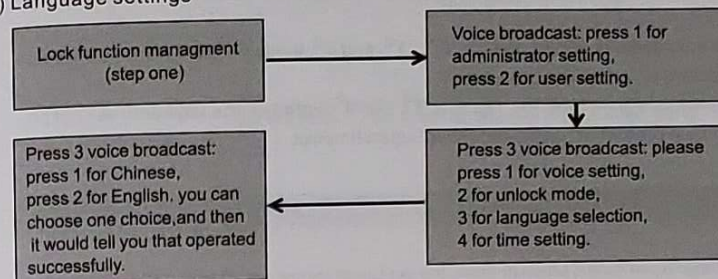 ) Language settings
Lock function managment
(step one)
Voice broadcast: press 1 for
administrator setting,
press 2 for user setting.
Press 3 voice broadcast: please
press 1 for voice setting,
2 for unlock mode,
3 for language selection,
4 for time setting.
Press 3 voice broadcast:
press 1 for Chinese,
press 2 for English, you can
choose one choice,and then
it would tell you that operated
successfully.